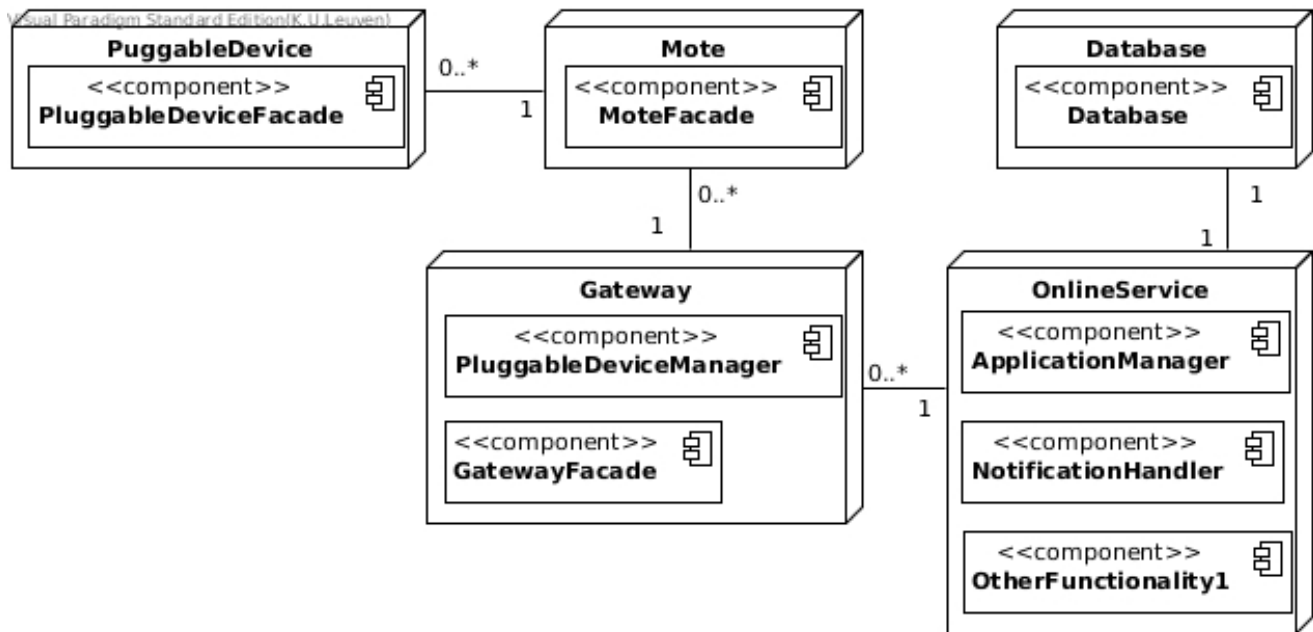 Visual Paradigm Standard Edition(K.U.Leuven)
PuggableDevice
<<component>>
PluggableDeviceFacade
0..*
1
Mote
<<component>>
MoteFacade
Database
<<component>>
Database
0..*
1
1
1
Gateway
<<component>>
PluggableDeviceManager
<<component>>
GatewayFacade
0..*
1
OnlineService
<<component>>
ApplicationManager
<<component>>
NotificationHandler
<<component>>
OtherFunctionality1